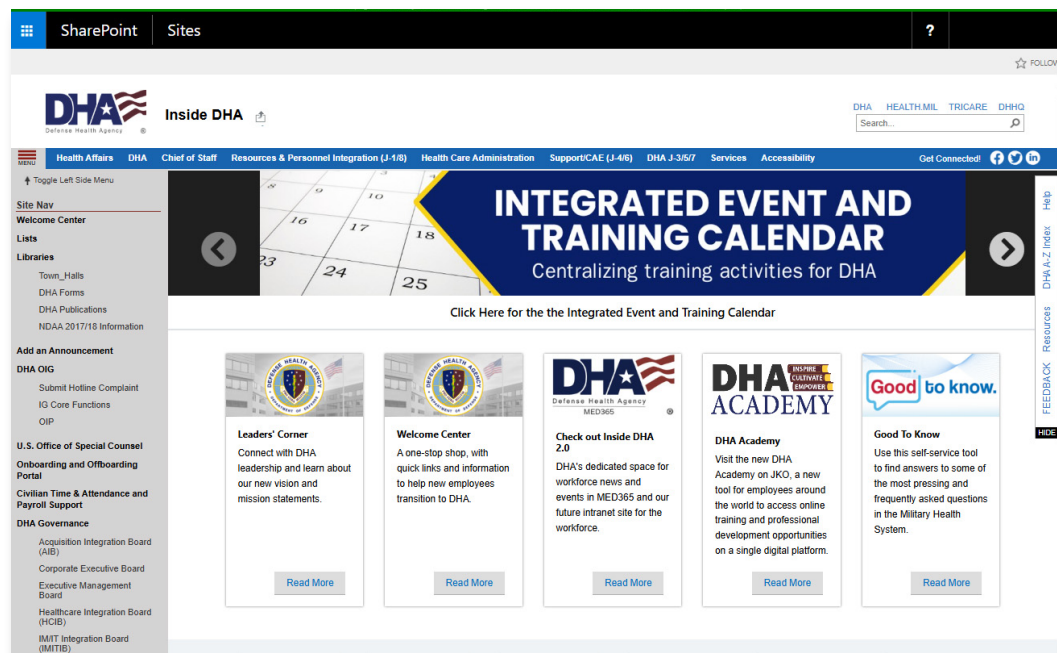 SharePoint Sites ?
FOLLOW
DHA
Defense Health Agency ®
Inside DHA
DHA HEALTH.MIL TRICARE DHHQ
Search...
MENU
Health Affairs DHA Chief of Staff Resources & Personnel Integration (J-1/8) Health Care Administration Support/CAE (J-4/6) DHA J-3/5/7 Services Accessibility Get Connected!
Toggle Left Side Menu
Site Nav
Welcome Center
Lists
Libraries
Town_Halls
DHA Forms
DHA Publications
NDAA 2017/18 Information
Add an Announcement
DHA OIG
Submit Hotline Complaint
IG Core Functions
OIP
U.S. Office of Special Counsel
Onboarding and Offboarding
Portal
Civilian Time & Attendance and
Payroll Support
DHA Governance
Acquisition Integration Board
(AIB)
Corporate Executive Board
Executive Management
Board
Healthcare Integration Board
(HCIB)
IM/IT Integration Board
(IMITIB)
9 10
16 17 18
23 24 25
INTEGRATED EVENT AND
TRAINING CALENDAR
Centralizing training activities for DHA
Click Here for the the Integrated Event and Training Calendar
DEFENSE HEALTH AGENCY
Leaders' Corner
Connect with DHA
leadership and learn about
our new vision and
mission statements.
Read More
DEFENSE HEALTH AGENCY
Welcome Center
A one-stop shop, with
quick links and information
to help new employees
transition to DHA.
Read More
DHA
Defense Health Agency
MED365 ®
Check out Inside DHA
2.0
DHA's dedicated space for
workforce news and
events in MED365 and our
future intranet site for the
workforce.
Read More
DHA
INSPIRE
CULTIVATE
EMPOWER
ACADEMY
DHA Academy
Visit the new DHA
Academy on JKO, a new
tool for employees around
the world to access online
training and professional
development opportunities
on a single digital platform.
Read More
Good to know.
Good To Know
Use this self-service tool
to find answers to some of
the most pressing and
frequently asked questions
in the Military Health
System.
Read More
Help
DHA A-Z Index
Resources
FEEDBACK
HIDE